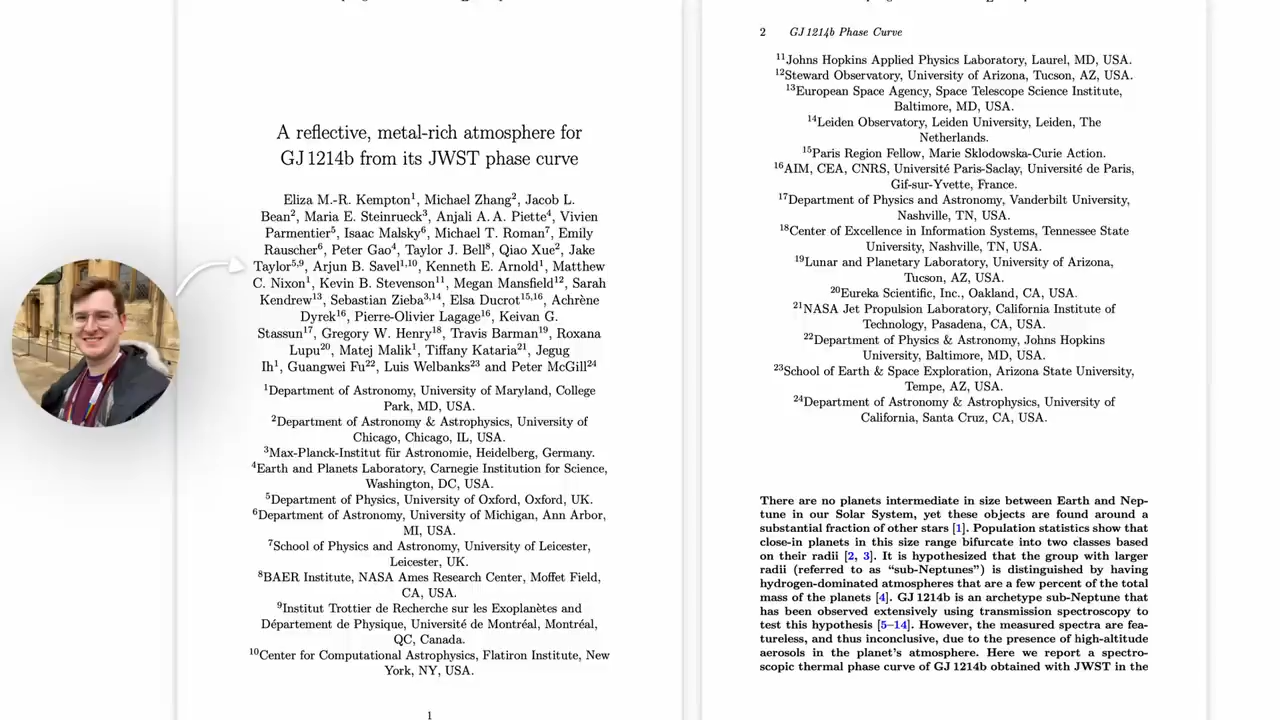 A reflective, metal-rich atmosphere for
GJ 1214b from its JWST phase curve
Eliza M.-R. Kempton1, Michael Zhang2, Jacob L.
Bean2, Maria E. Steinrueck3, Anjali A. A. Piette4, Vivien
Parmentier5, Isaac Malsky6, Michael T. Roman7, Emily
Rauscher6, Peter Gao4, Taylor J. Bell8, Qiao Xue2, Jake
Taylor5,9, Arjun B. Savel1,10, Kenneth E. Arnold1, Matthew
C. Nixon1, Kevin B. Stevenson11, Megan Mansfield12, Sarah
Kendrew13, Sebastian Zieba3,14, Elsa Ducrot15,16, Achrène
Dyrek16, Pierre-Olivier Lagage16, Keivan G.
Stassun17, Gregory W. Henry18, Travis Barman19, Roxana
Lupu20, Matej Malik1, Tiffany Kataria21, Jegug
Ih1, Guangwei Fu22, Luis Welbanks23 and Peter McGill24
1Department of Astronomy, University of Maryland, College
Park, MD, USA.
2Department of Astronomy & Astrophysics, University of
Chicago, Chicago, IL, USA.
3Max-Planck-Institut für Astronomie, Heidelberg, Germany.
4Earth and Planets Laboratory, Carnegie Institution for Science,
Washington, DC, USA.
5Department of Physics, University of Oxford, Oxford, UK.
6Department of Astronomy, University of Michigan, Ann Arbor,
MI, USA.
7School of Physics and Astronomy, University of Leicester,
Leicester, UK.
8BAER Institute, NASA Ames Research Center, Moffet Field,
CA, USA.
9Institut Trottier de Recherche sur les Exoplanètes and
Département de Physique, Université de Montréal, Montréal,
QC, Canada.
10Center for Computational Astrophysics, Flatiron Institute, New
York, NY, USA.
1
2 GJ 1214b Phase Curve
11Johns Hopkins Applied Physics Laboratory, Laurel, MD, USA.
12Steward Observatory, University of Arizona, Tucson, AZ, USA.
13European Space Agency, Space Telescope Science Institute,
Baltimore, MD, USA.
14Leiden Observatory, Leiden University, Leiden, The
Netherlands.
15Paris Region Fellow, Marie Sklodowska-Curie Action.
16AIM, CEA, CNRS, Université Paris-Saclay, Université de Paris,
Gif-sur-Yvette, France.
17Department of Physics and Astronomy, Vanderbilt University,
Nashville, TN, USA.
18Center of Excellence in Information Systems, Tennessee State
University, Nashville, TN, USA.
19Lunar and Planetary Laboratory, University of Arizona,
Tucson, AZ, USA.
20Eureka Scientific, Inc., Oakland, CA, USA.
21NASA Jet Propulsion Laboratory, California Institute of
Technology, Pasadena, CA, USA.
22Department of Physics & Astronomy, Johns Hopkins
University, Baltimore, MD, USA.
23School of Earth & Space Exploration, Arizona State University,
Tempe, AZ, USA.
24Department of Astronomy & Astrophysics, University of
California, Santa Cruz, CA, USA.
There are no planets intermediate in size between Earth and Nep-
tune in our Solar System, yet these objects are found around a
substantial fraction of other stars [1]. Population statistics show that
close-in planets in this size range bifurcate into two classes based
on their radii [2, 3]. It is hypothesized that the group with larger
radii (referred to as “sub-Neptunes”) is distinguished by having
hydrogen-dominated atmospheres that are a few percent of the total
mass of the planets [4]. GJ 1214b is an archetype sub-Neptune that
has been observed extensively using transmission spectroscopy to
test this hypothesis [5–14]. However, the measured spectra are fea-
tureless, and thus inconclusive, due to the presence of high-altitude
aerosols in the planet's atmosphere. Here we report a spectro-
scopic thermal phase curve of GJ 1214b obtained with JWST in the